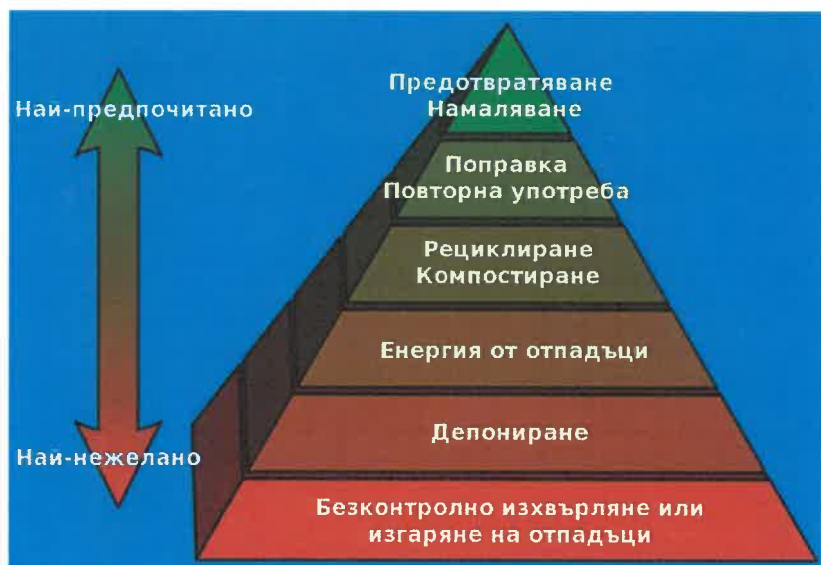 Предотвратяване
Намаляване
Най-предпочитано
Поправка
Повторна употреба
Рециклиране
Компостиране
Енергия от отпадъци
Депониране
Най-нежелано
Безконтролно изхвърляне или
изгаряне на отпадъци